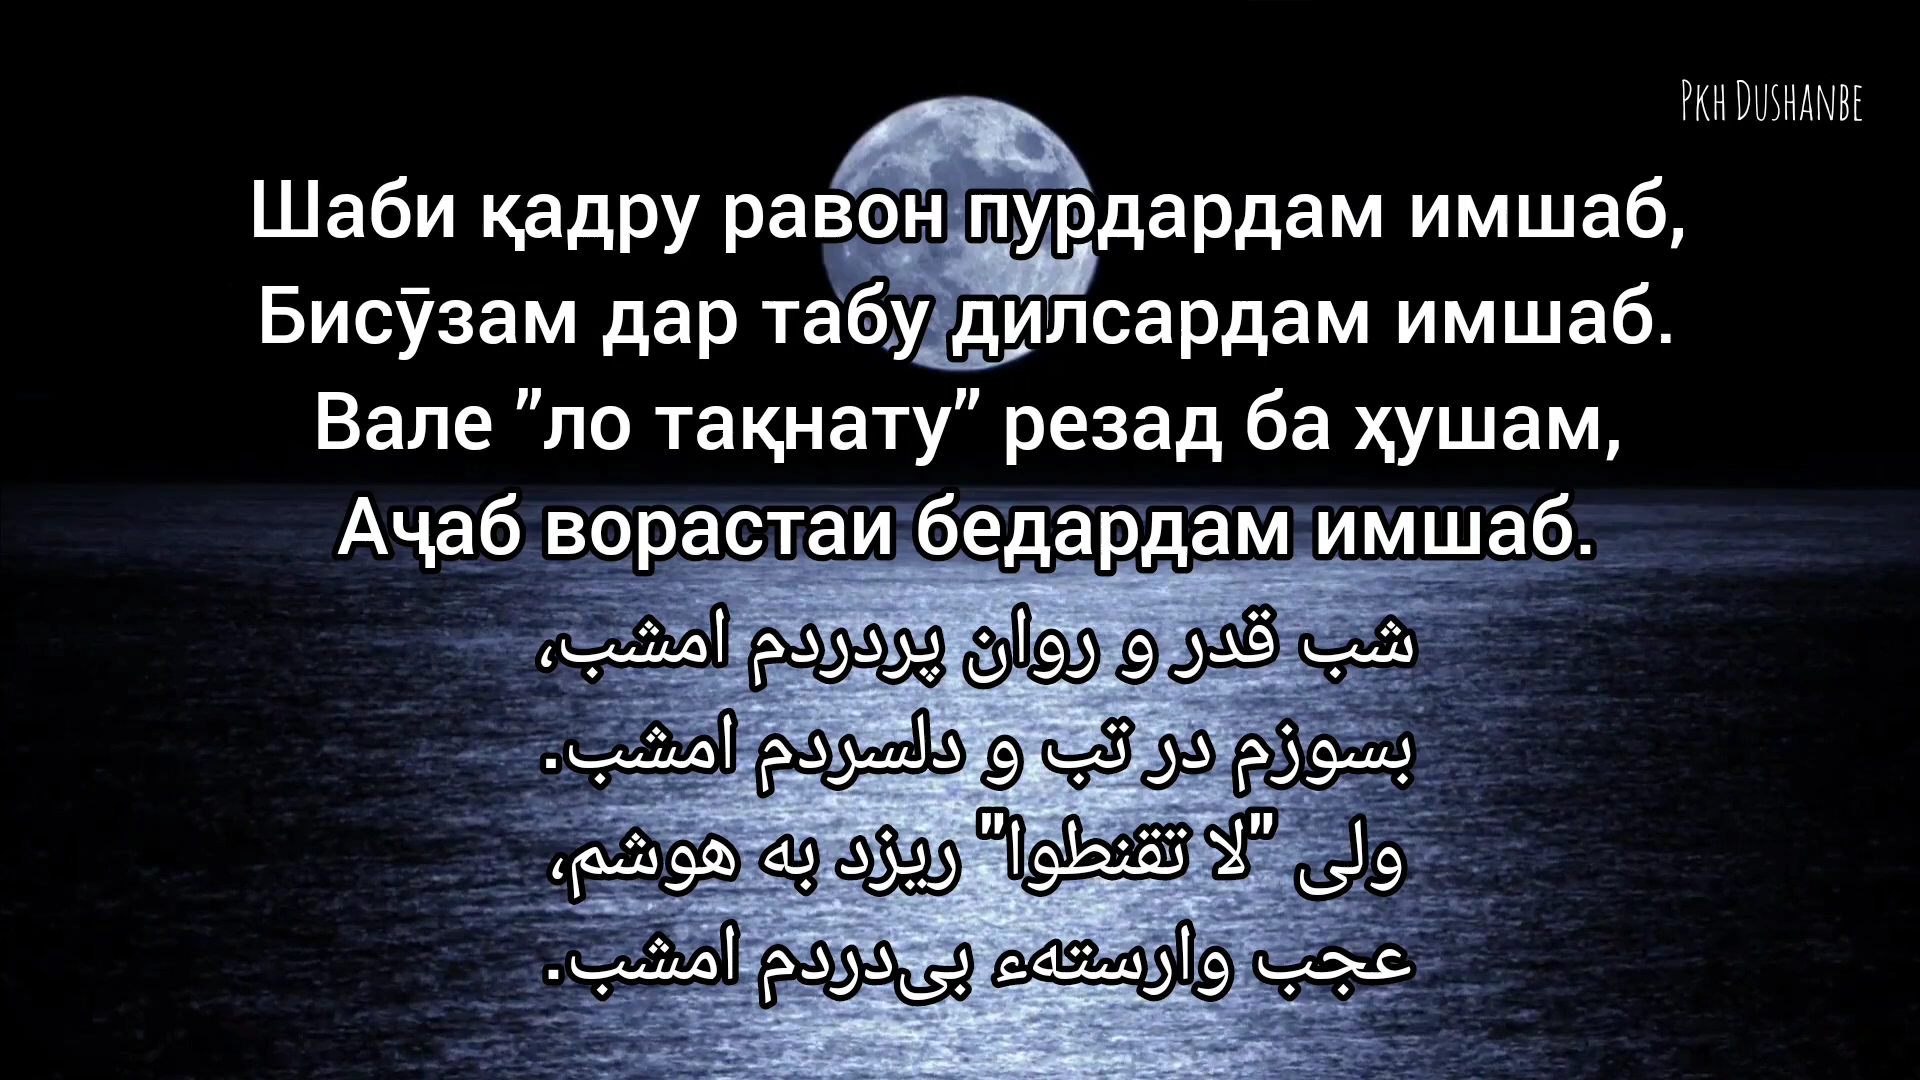 Pkh Dushanbe
Шаби қадру равон пурдардам имшаб,
Бисӯзам дар табу дилсардам имшаб.
Вале ”ло тақнату” резад ба ҳушам,
Аҷаб ворастаи бедардам имшаб.
شب قدر و روان پردردم امشب،
بسوزم در تب و دلسردم امشب.
ولی "لا تقنطوا" ریزد به هوشم،
عجب وارستهء بی‌دردم امشب.